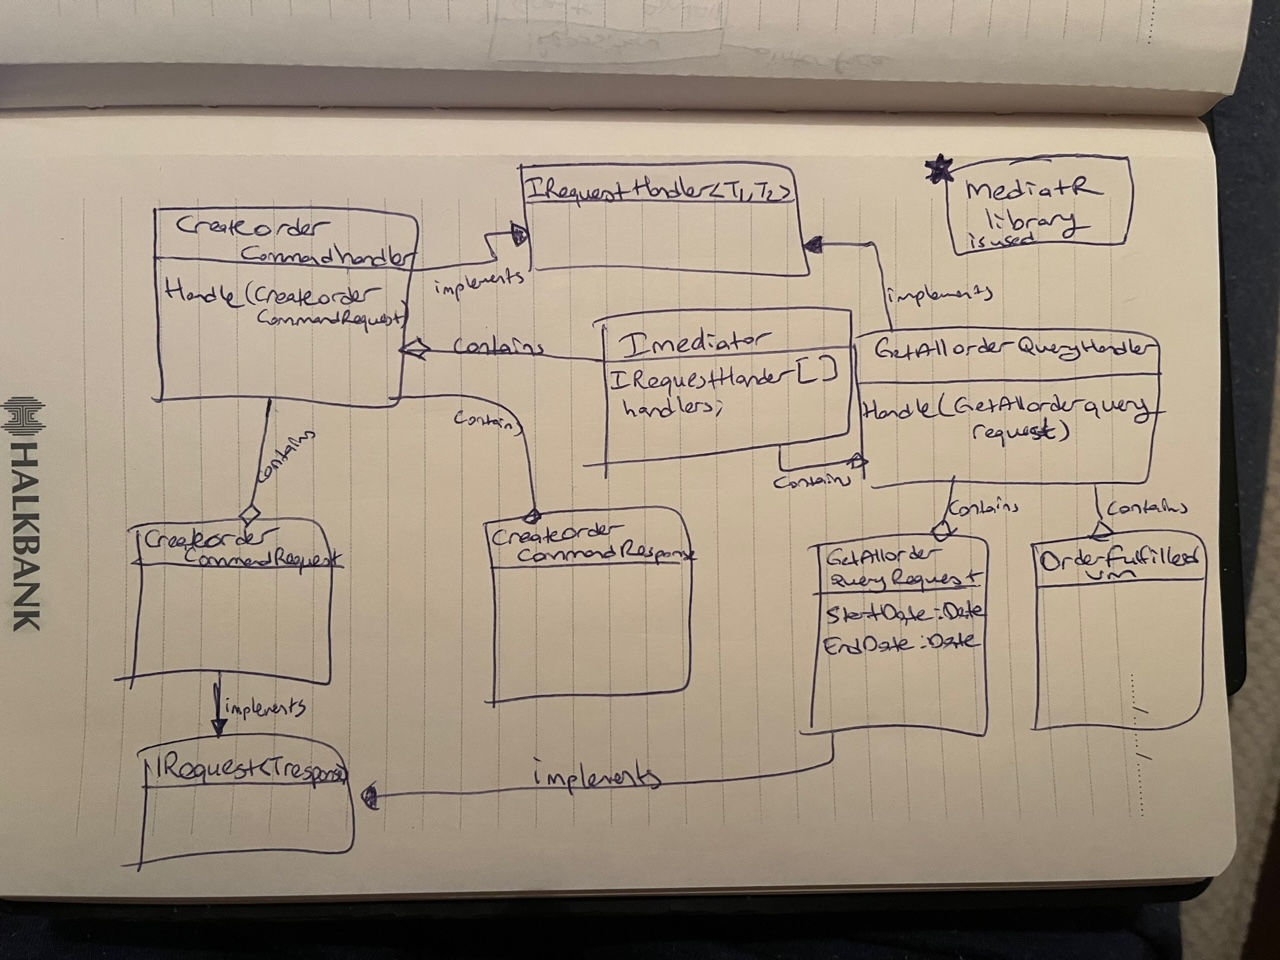 IRequestHandler<T1,T2>
MediatR
library
is used
Createorder
Commandhandler
Handle(Createorder
CommandRequest)
implements
implements
Contains
Imediator
IRequestHander[]
handlers;
GetAllorderQueryHandler
Handle(GetAllorderquery
request)
Contains
Contains
Contains
Contains
Contains
Createorder
CommandRequest
Createorder
CommandResponse
GetAllorder
queryRequest
StartDate:Date
EndDate:Date
Orderfulfilled
vm
implements
IRequest<Tresponse>
implements
HALKBANK